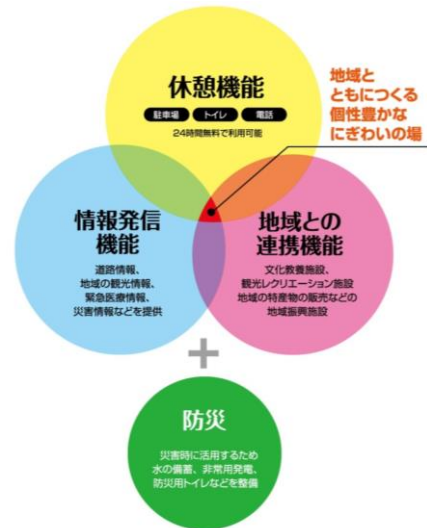 休憩機能
駐車場 トイレ 電話
24時間無料で利用可能
地域と
ともにつくる
個性豊かな
にぎわいの場
情報発信
機能
道路情報、
地域の観光情報、
緊急医療情報、
災害情報などを提供
地域との
連携機能
文化教養施設、
観光レクリエーション施設
地域の特産物の販売などの
地域振興施設
+
防災
災害時に活用するため
水の備蓄、非常用発電、
防災用トイレなどを整備